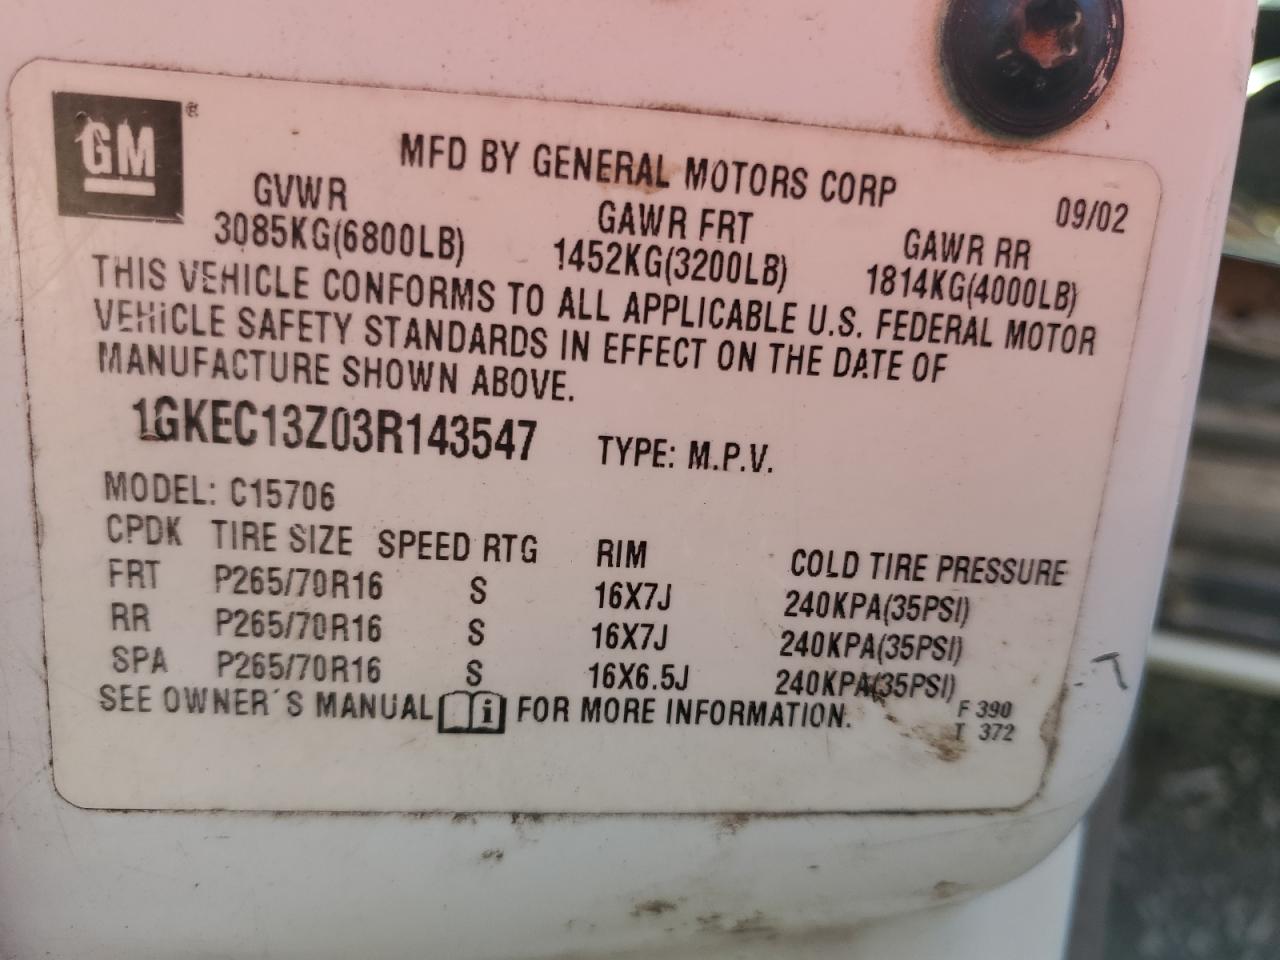 GM®
MFD BY GENERAL MOTORS CORP 09/02
GVWR GAWR FRT GAWR RR
3085KG(6800LB) 1452KG(3200LB) 1814KG(4000LB)
THIS VEHICLE CONFORMS TO ALL APPLICABLE U.S. FEDERAL MOTOR
VEHICLE SAFETY STANDARDS IN EFFECT ON THE DATE OF
MANUFACTURE SHOWN ABOVE.
1GKEC13Z03R143547 TYPE: M.P.V.
MODEL: C15706
CPDK TIRE SIZE SPEED RTG RIM COLD TIRE PRESSURE
FRT P265/70R16 S 16X7J 240KPA(35PSI)
RR P265/70R16 S 16X7J 240KPA(35PSI)
SPA P265/70R16 S 16X6.5J 240KPA(35PSI)
SEE OWNER'S MANUAL i FOR MORE INFORMATION. F 390
T 372